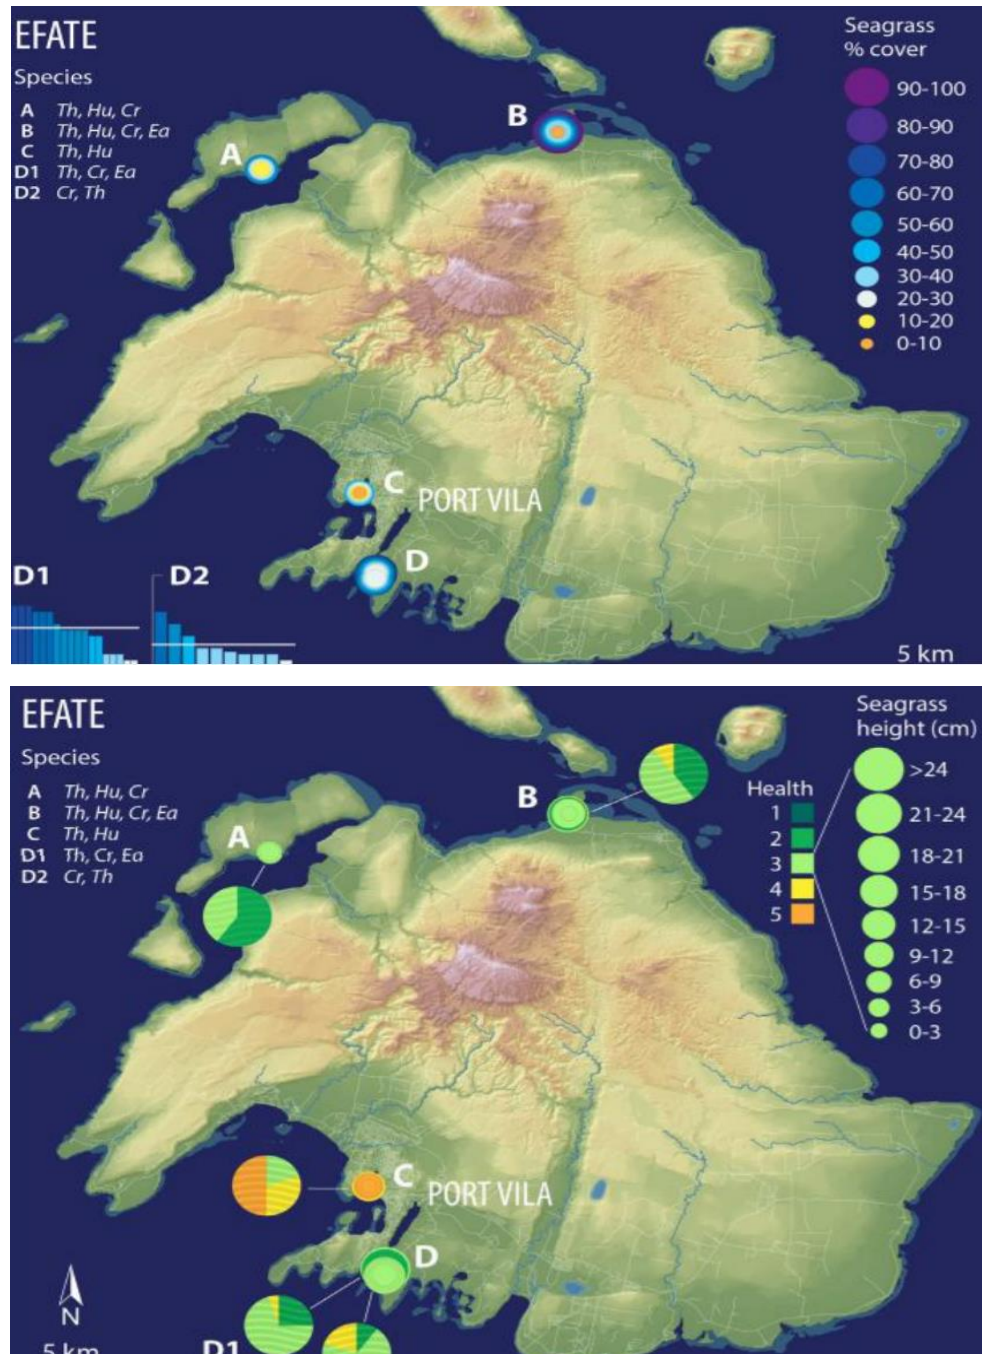 EFATE
Species
A Th, Hu, Cr
B Th, Hu, Cr, Ea
C Th, Hu
D1 Th, Cr, Ea
D2 Cr, Th
A
B
C
PORT VILA
D
D1
D2
Seagrass
% cover
90-100
80-90
70-80
60-70
50-60
40-50
30-40
20-30
10-20
0-10
5 km
EFATE
Species
A Th, Hu, Cr
B Th, Hu, Cr, Ea
C Th, Hu
D1 Th, Cr, Ea
D2 Cr, Th
A
B
C
PORT VILA
D
D1
N
5 km
Health
1
2
3
4
5
Seagrass
height (cm)
>24
21-24
18-21
15-18
12-15
9-12
6-9
3-6
0-3